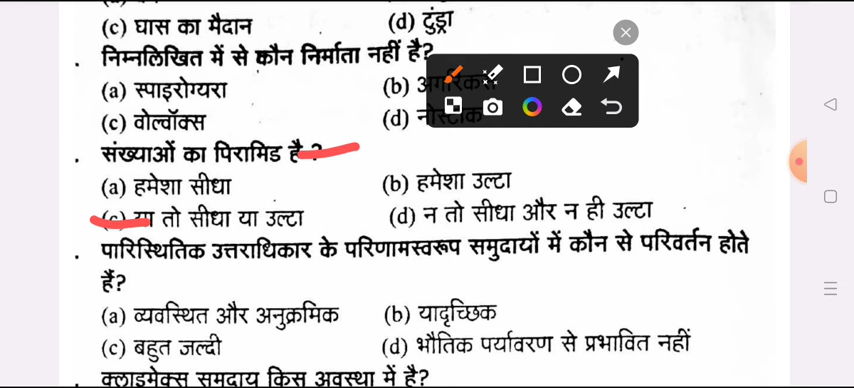 (c) घास का मैदान (d) टुंड्रा
. निम्नलिखित में से कौन निर्माता नहीं है?
(a) स्पाइरोग्यरा (b)
(c) वोल्वॉक्स (d)
. संख्याओं का पिरामिड है ?
(a) हमेशा सीधा (b) हमेशा उल्टा
(c) या तो सीधा या उल्टा (d) न तो सीधा और न ही उल्टा
. पारिस्थितिक उत्तराधिकार के परिणामस्वरूप समुदायों में कौन से परिवर्तन होते
हैं?
(a) व्यवस्थित और अनुक्रमिक (b) यादृच्छिक
(c) बहुत जल्दी (d) भौतिक पर्यावरण से प्रभावित नहीं
. क्लाइमेक्स समुदाय किस अवस्था में है?